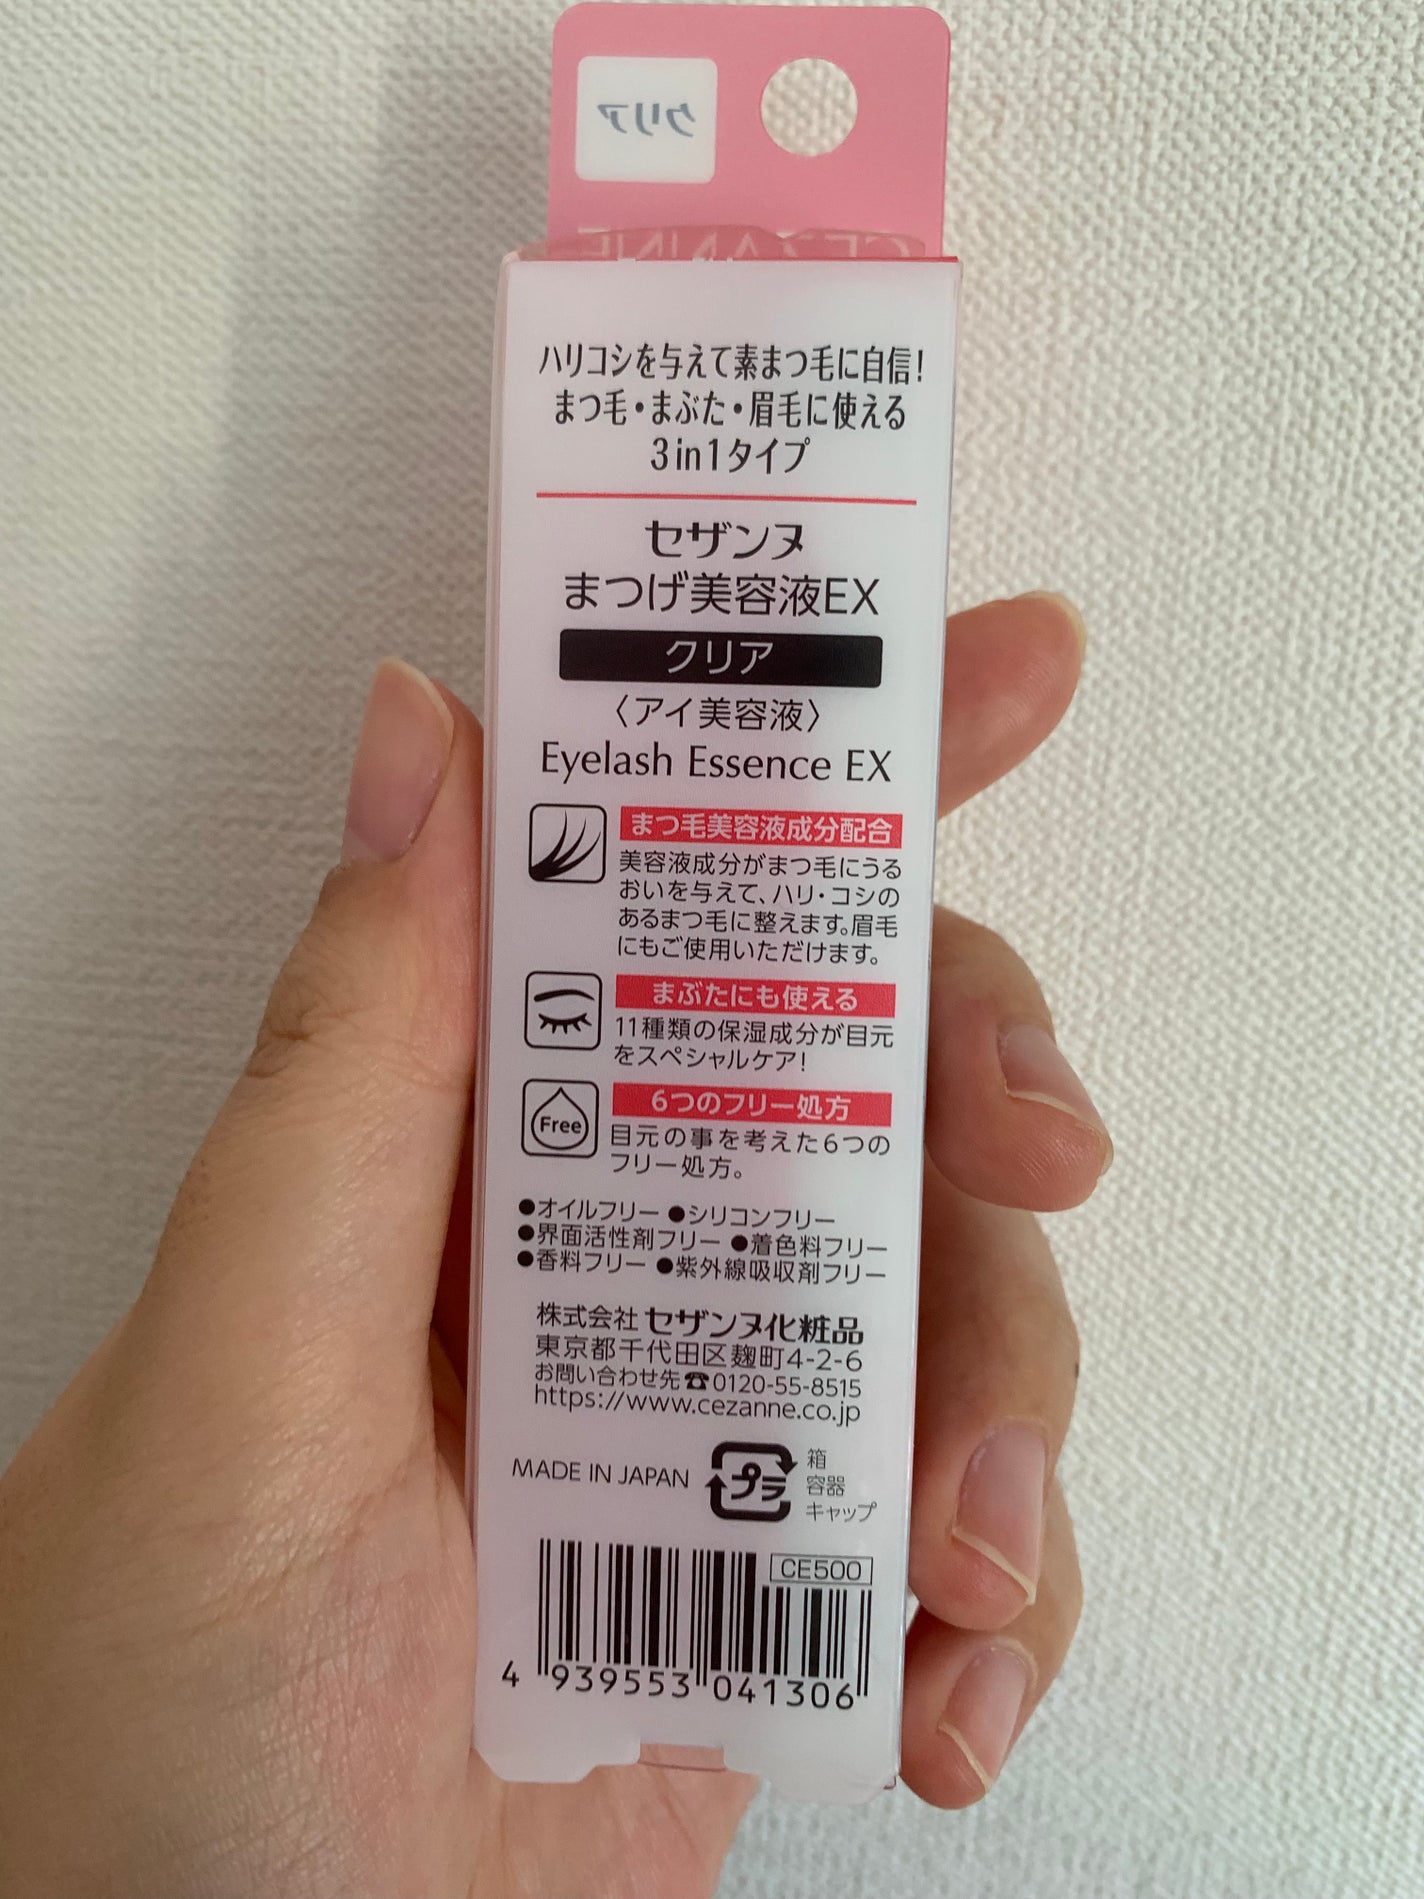 クリア
CEZANNE
ハリコシを与えて素まつ毛に自信!
まつ毛・まぶた・眉毛に使える
3in1タイプ
セザンヌ
まつげ美容液EX
クリア
〈アイ美容液〉
Eyelash Essence EX
まつ毛美容液成分配合
美容液成分がまつ毛にうる
おいを与えて、ハリ・コシの
あるまつ毛に整えます。眉毛
にもご使用いただけます。
まぶたにも使える
11種類の保湿成分が目元
をスペシャルケア!
Free
6つのフリー処方
目元の事を考えた6つの
フリー処方。
●オイルフリー ●シリコンフリー
●界面活性剤フリー ●着色料フリー
●香料フリー ●紫外線吸収剤フリー
株式会社 セザンヌ化粧品
東京都千代田区麹町4-2-6
お問い合わせ先☎0120-55-8515
https://www.cezanne.co.jp
MADE IN JAPAN
プラ
箱
容器
キャップ
CE500
4 939553 041306